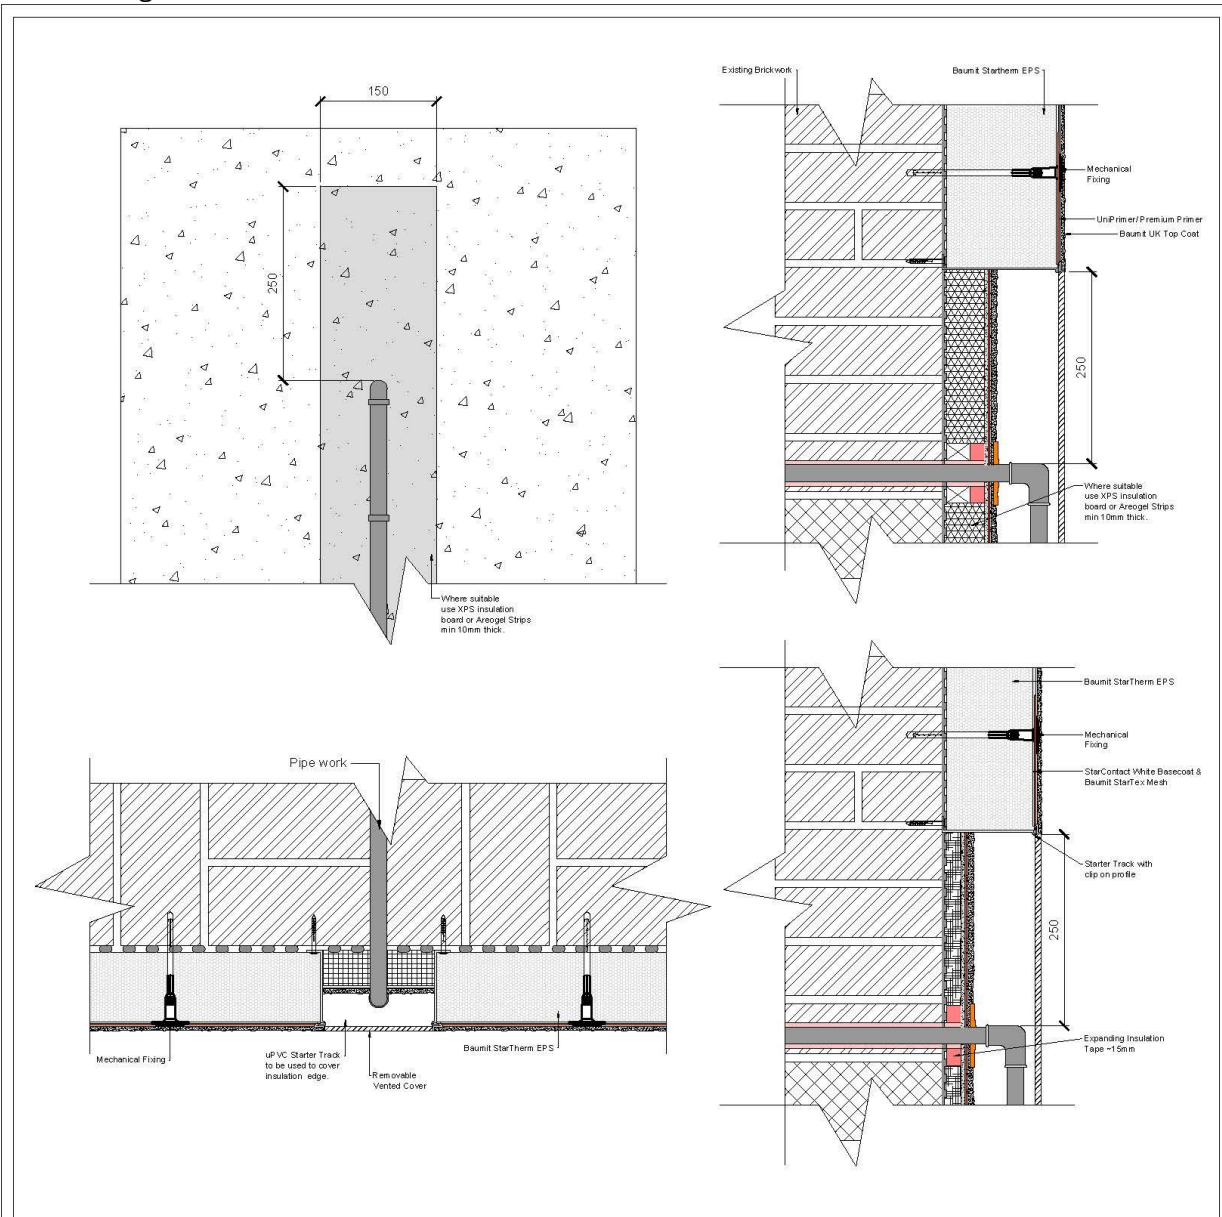 150
250
Where suitable
use XPS insulation
board or Areogel Strips
min 10mm thick.
Existing Brickwork
Baumit Startherm EPS
Mechanical
Fixing
UniPrimer/Premium Primer
Baumit UK Top Coat
250
Where suitable
use XPS insulation
board or Areogel Strips
min 10mm thick.
Pipe work
Mechanical Fixing
uPVC Starter Track
to be used to cover
insulation edge.
Removable
Vented Cover
Baumit StarTherm EPS
Baumit StarTherm EPS
Mechanical
Fixing
StarContact White Basecoat &
Baumit StarTex Mesh
Starter Track with
clip on profile
250
Expanding Insulation
Tape ~15mm